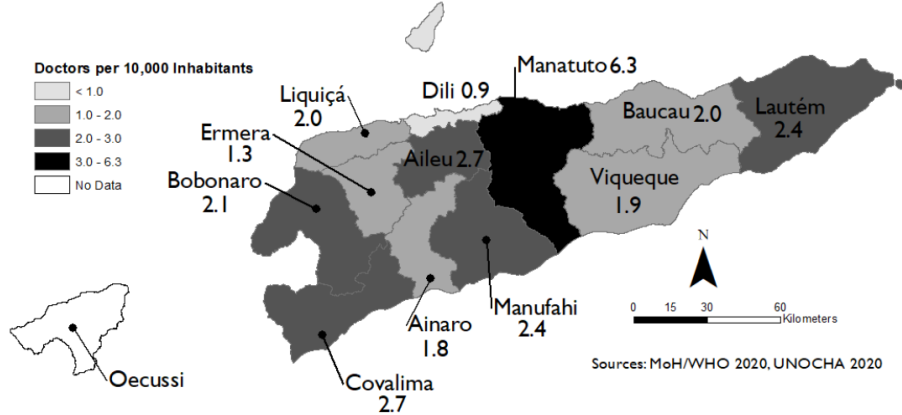 Doctors per 10,000 Inhabitants
< 1.0
1.0 - 2.0
2.0 - 3.0
3.0 - 6.3
No Data
Manatuto 6.3
Dili 0.9
Liquiçá
2.0
Ermera
1.3
Bobonaro
2.1
Aileu 2.7
Baucau 2.0
Lautém
2.4
Viqueque
1.9
Manufahi
2.4
Ainaro
1.8
Covalima
2.7
Oecussi
N
0 15 30 60
Kilometers
Sources: MoH/WHO 2020, UNOCHA 2020